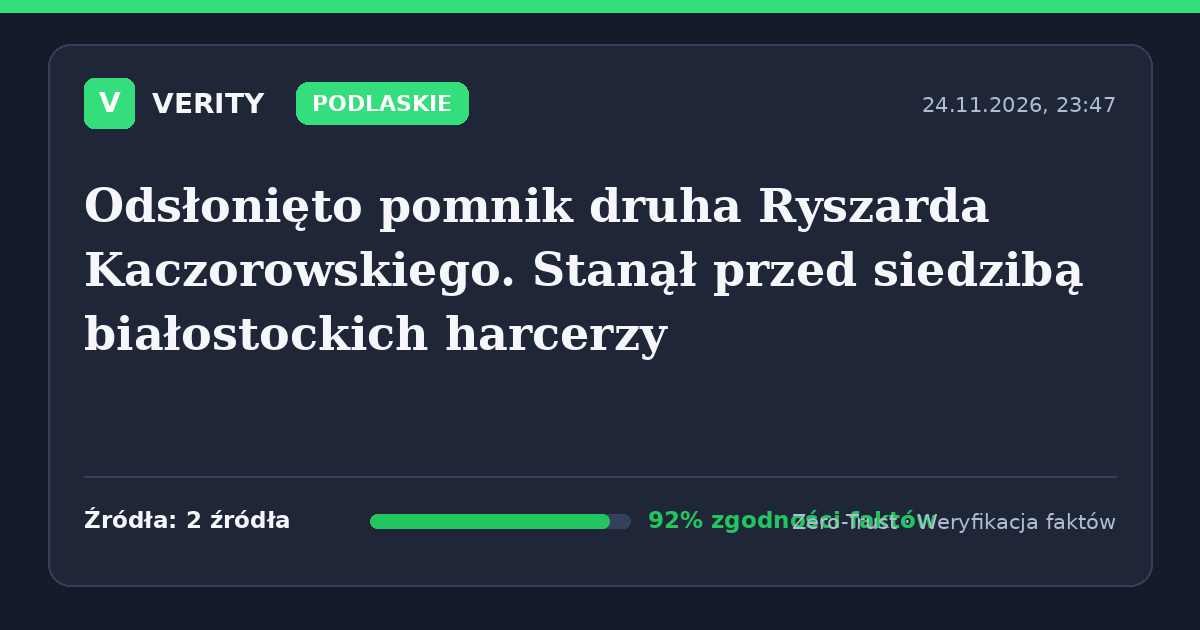 V VERITY PODLASKIE 24.11.2026, 23:47
Odsłonięto pomnik druha Ryszarda
Kaczorowskiego. Stanął przed siedzibą
białostockich harcerzy
Źródła: 2 źródła 92% zgodności faktów Zero-Trust · Weryfikacja faktów